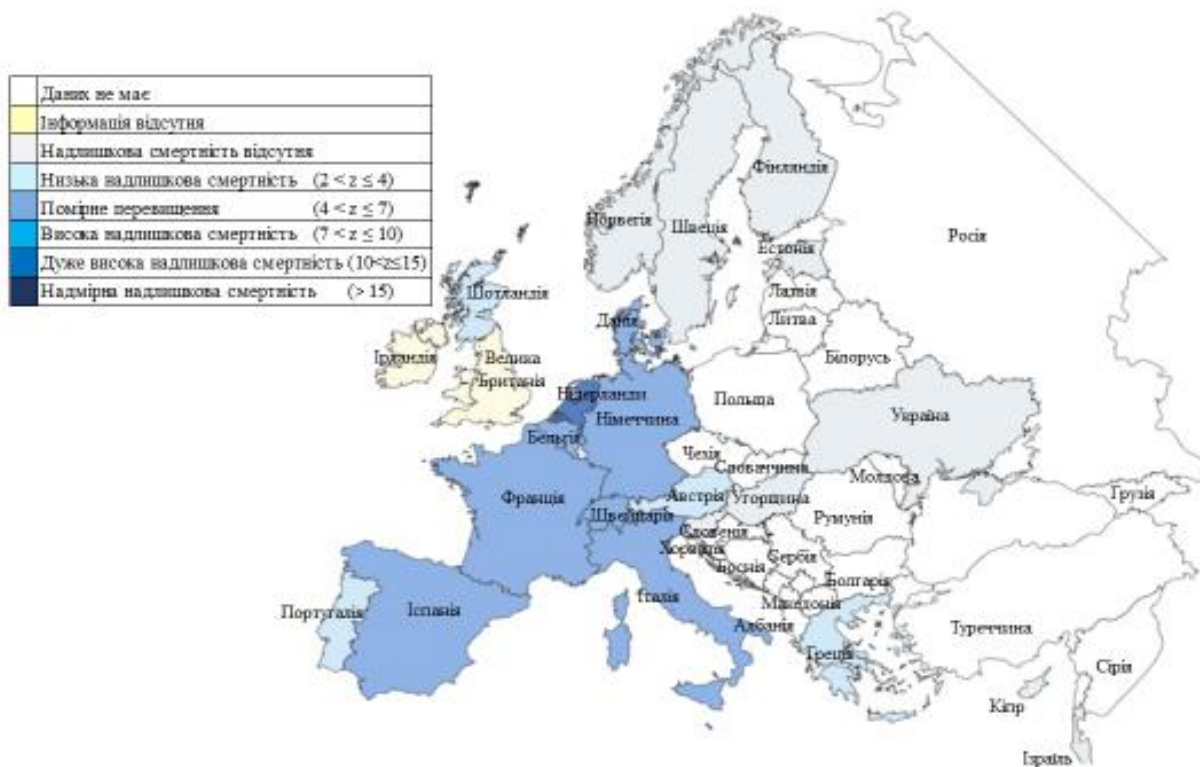 Даних не має
Інформація відсутня
Надлишкова смертність відсутня
Низька надлишкова смертність (2 < z ≤ 4)
Помірне перевищення (4 < z ≤ 7)
Висока надлишкова смертність (7 < z ≤ 10)
Дуже висока надлишкова смертність (10<z≤15)
Надмірна надлишкова смертність (> 15)
Фінляндія
Норвегія
Швеція
Росія
Естонія
Шотландія
Латвія
Данія
Литва
Ірландія
Велика
Британія
Білорусь
Нідерланди
Польща
Україна
Німеччина
Бельгія
Чехія
Словаччина
Молдова
Франція
Австрія
Угорщина
Грузія
Швейцарія
Румунія
Словенія
Хорватія
Боснія
Сербія
Болгарія
Італія
Македонія
Португалія
Іспанія
Албанія
Туреччина
Греція
Сирія
Кіпр
Ізраїль